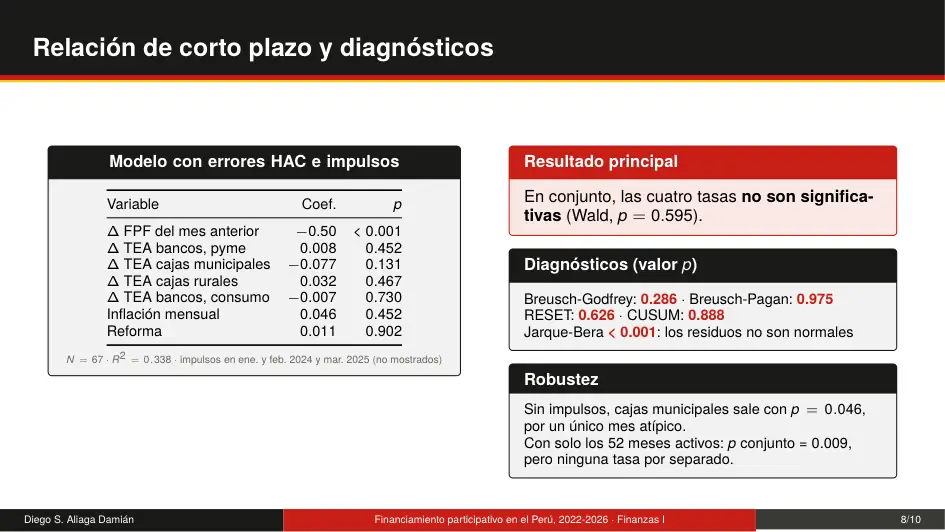 Relación de corto plazo y diagnósticos
Modelo con errores HAC e impulsos
Variable Coef. p
Δ FPF del mes anterior −0.50 < 0.001
Δ TEA bancos, pyme 0.008 0.452
Δ TEA cajas municipales −0.077 0.131
Δ TEA cajas rurales 0.032 0.467
Δ TEA bancos, consumo −0.007 0.730
Inflación mensual 0.046 0.452
Reforma 0.011 0.902
N = 67 · R² = 0.338 · impulsos en ene. y feb. 2024 y mar. 2025 (no mostrados)
Resultado principal
En conjunto, las cuatro tasas no son significa-
tivas (Wald, p = 0.595).
Diagnósticos (valor p)
Breusch-Godfrey: 0.286 · Breusch-Pagan: 0.975
RESET: 0.626 · CUSUM: 0.888
Jarque-Bera < 0.001: los residuos no son normales
Robustez
Sin impulsos, cajas municipales sale con p = 0.046,
por un único mes atípico.
Con solo los 52 meses activos: p conjunto = 0.009,
pero ninguna tasa por separado.
Diego S. Aliaga Damián Financiamiento participativo en el Perú, 2022-2026 · Finanzas I 8/10